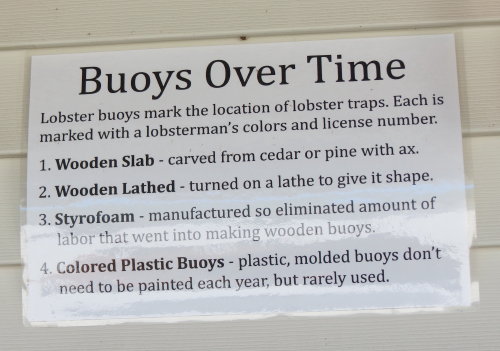 Buoys Over Time
Lobster buoys mark the location of lobster traps. Each is
marked with a lobsterman's colors and license number.
1. Wooden Slab - carved from cedar or pine with ax.
2. Wooden Lathed - turned on a lathe to give it shape.
3. Styrofoam - manufactured so eliminated amount of
labor that went into making wooden buoys.
4. Colored Plastic Buoys - plastic, molded buoys don't
need to be painted each year, but rarely used.